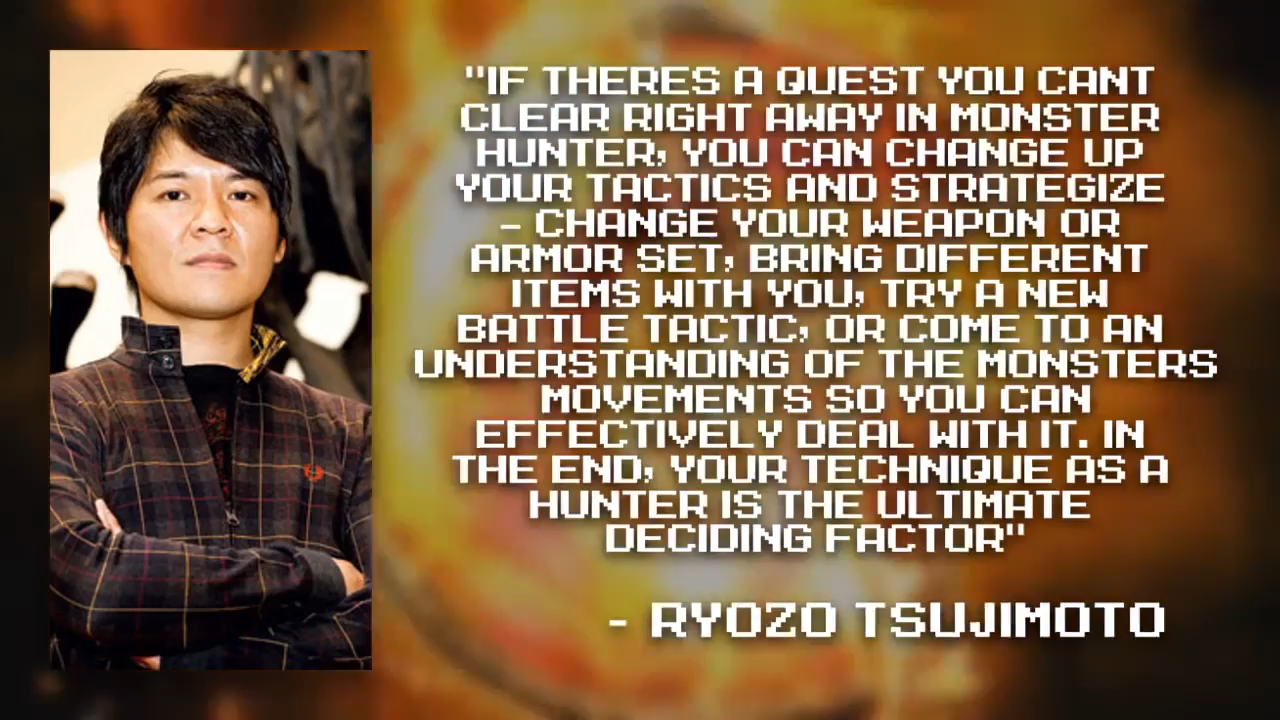 "IF THERES A QUEST YOU CANT
CLEAR RIGHT AWAY IN MONSTER
HUNTER, YOU CAN CHANGE UP
YOUR TACTICS AND STRATEGIZE
- CHANGE YOUR WEAPON OR
ARMOR SET, BRING DIFFERENT
ITEMS WITH YOU, TRY A NEW
BATTLE TACTIC, OR COME TO AN
UNDERSTANDING OF THE MONSTERS
MOVEMENTS SO YOU CAN
EFFECTIVELY DEAL WITH IT. IN
THE END, YOUR TECHNIQUE AS A
HUNTER IS THE ULTIMATE
DECIDING FACTOR"
- RYOZO TSUJIMOTO